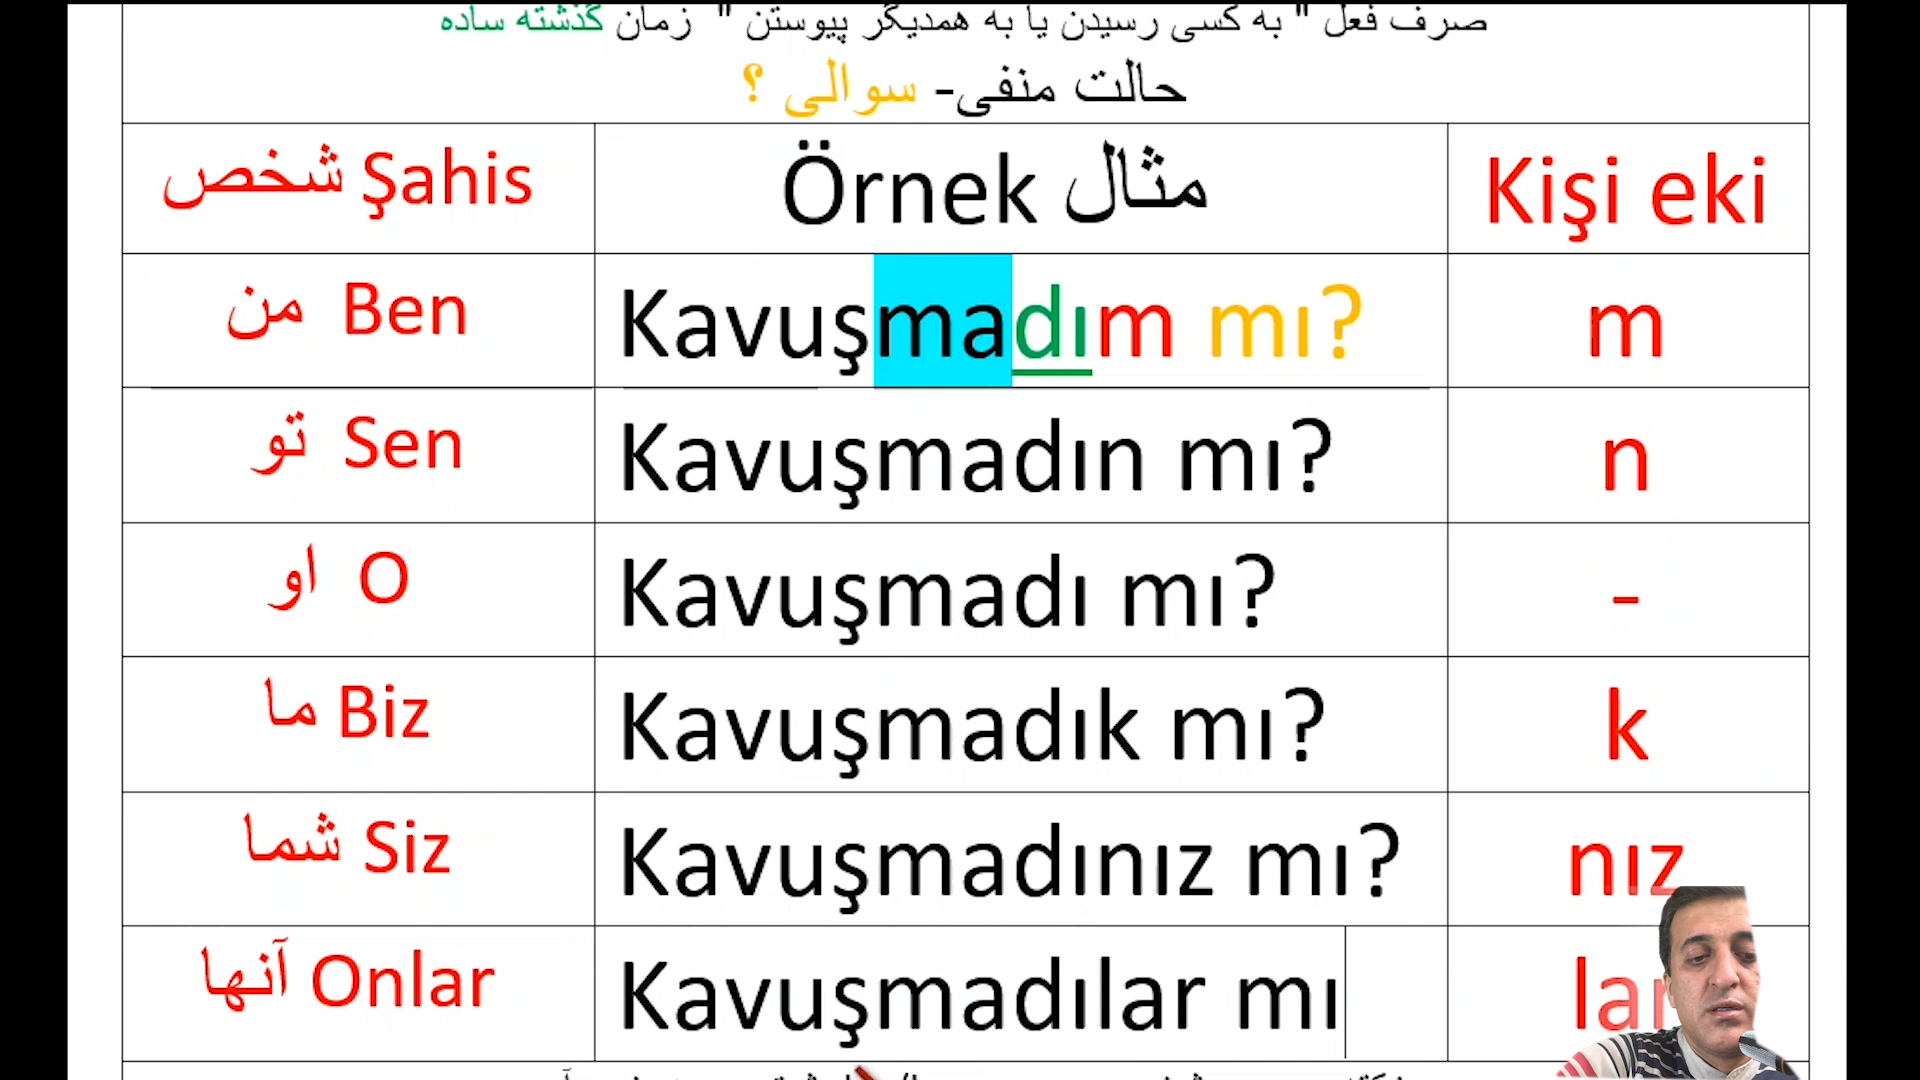 صرف فعل " به کسی رسیدن یا به همدیگر پیوستن " زمان گذشته ساده
حالت منفی- سوالی ؟
شخص Şahis
Örnek مثال
Kişi eki
من Ben
Kavuşmadım mı?
m
تو Sen
Kavuşmadın mı?
n
او O
Kavuşmadı mı?
-
ما Biz
Kavuşmadık mı?
k
شما Siz
Kavuşmadınız mı?
nız
آنها Onlar
Kavuşmadılar mı